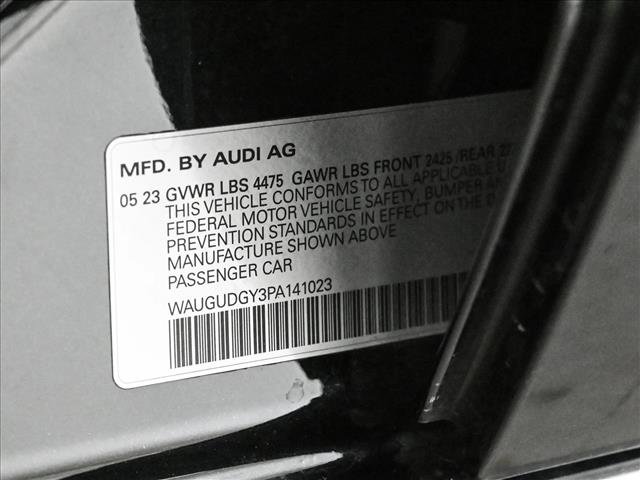 MFD. BY AUDI AG
05 23 GVWR LBS 4475 GAWR LBS FRONT 2425 /REAR
THIS VEHICLE CONFORMS TO ALL APPLICABLE
FEDERAL MOTOR VEHICLE SAFETY, BUMPER
PREVENTION STANDARDS IN EFFECT ON THE D
MANUFACTURE SHOWN ABOVE
PASSENGER CAR
WAUGUDGY3PA141023